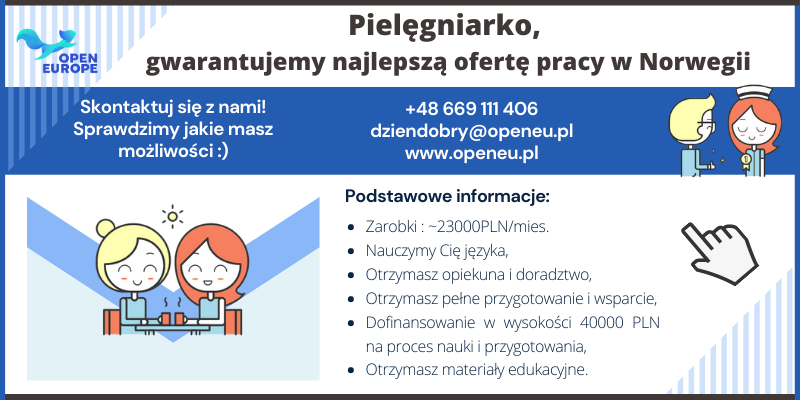 Pielęgniarko,
gwarantujemy najlepszą ofertę pracy w Norwegii
OPEN
EUROPE
Skontaktuj się z nami!
Sprawdzimy jakie masz
możliwości :)
+48 669 111 406
dziendobry@openeu.pl
www.openeu.pl
Podstawowe informacje:
• Zarobki : ~23000PLN/mies.
• Nauczymy Cię języka,
• Otrzymasz opiekuna i doradztwo,
• Otrzymasz pełne przygotowanie i wsparcie,
• Dofinansowanie w wysokości 40000 PLN
na proces nauki i przygotowania,
• Otrzymasz materiały edukacyjne.